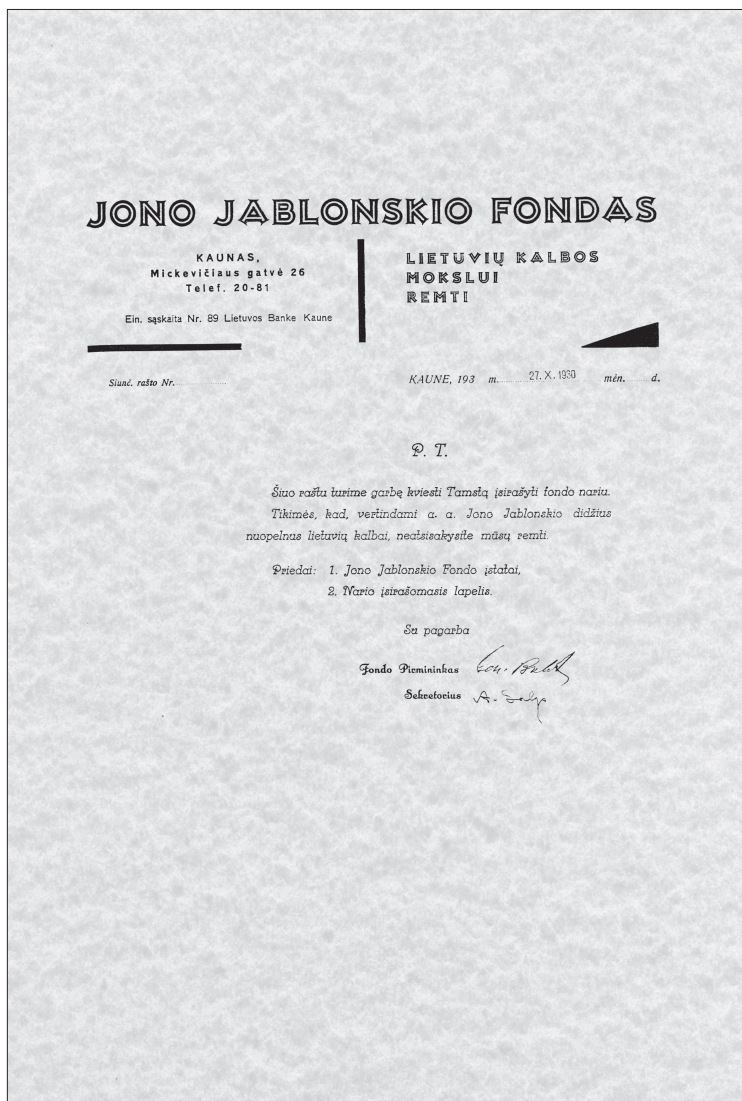 JONO JABLONSKIO FONDAS
KAUNAS,
Mickevičiaus gatvė 26
Telef. 20-81
Ein. sąskaita Nr. 89 Lietuvos Banke Kaune
LIETUVIŲ KALBOS
MOKSLUI
REMTI
Siunč. rašto Nr.
KAUNE, 193 m. 27. X. 1930 mėn. d.
P. T.
Šiuo raštu turime garbę kviesti Tamstą įsirašyti fondo nariu.
Tikimės, kad, vertindami a. a. Jono Jablonskio didžius
nuopelnus lietuvių kalbai, neatsisakysite mūsų remti.
Priedai: 1. Jono Jablonskio Fondo įstatai,
2. Nario įsirašomasis lapelis.
Su pagarba
Fondo Pirmininkas
Sekretorius A. Salys